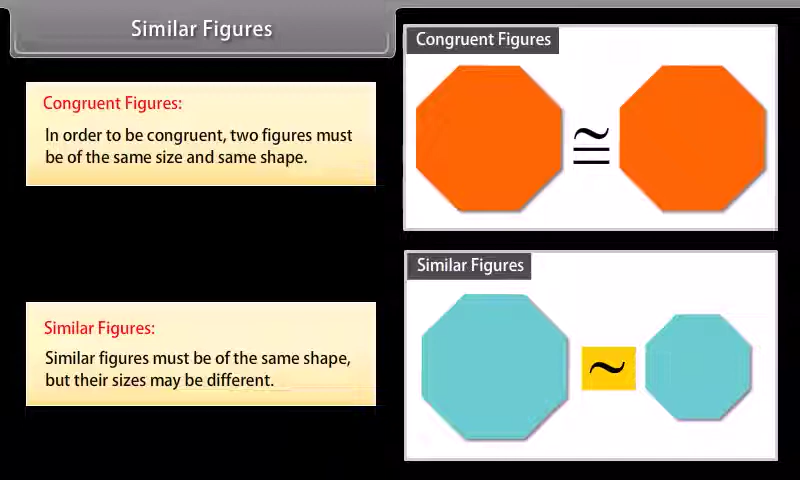 Similar Figures
Congruent Figures:
In order to be congruent, two figures must
be of the same size and same shape.
Congruent Figures
≅
Similar Figures:
Similar figures must be of the same shape,
but their sizes may be different.
Similar Figures
~